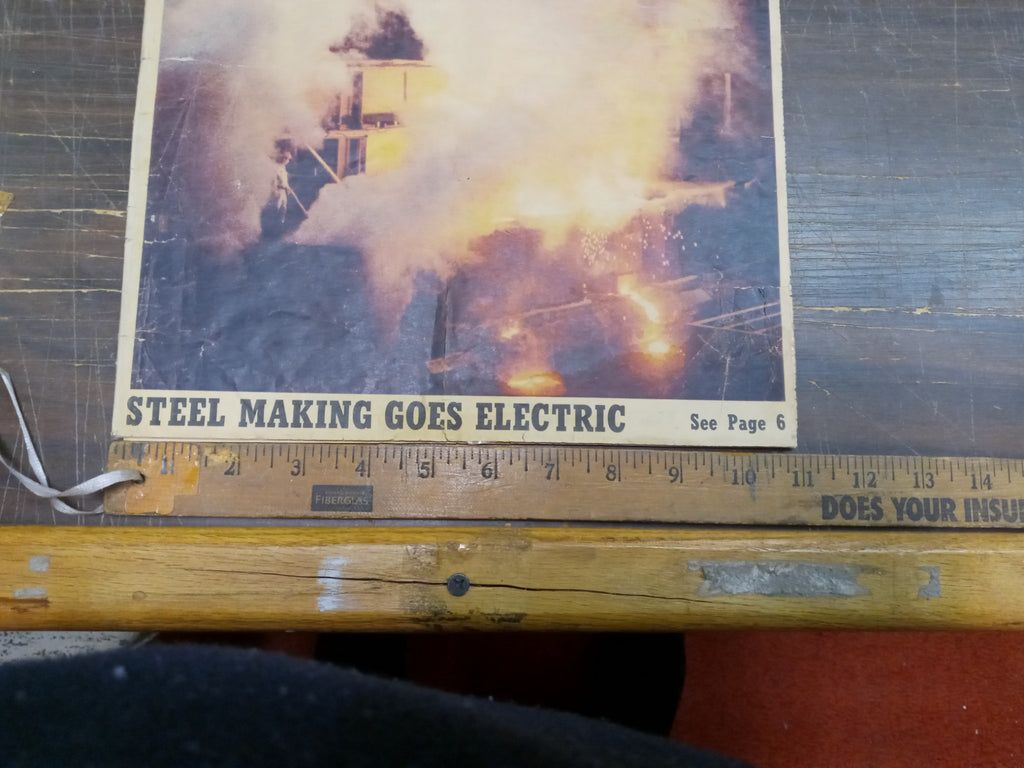 STEEL MAKING GOES ELECTRIC See Page 6
1 2 3 4 5 6 7 8 9 10 11 12 13 14
FIBERGLAS
DOES YOUR INSU